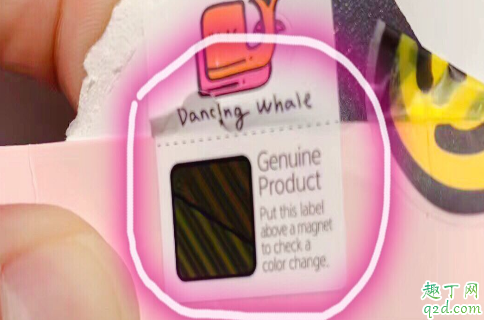 Dancing Whale
Genuine
Product
Put this label
above a magnet
to check a
color change.
趣丁网
q2d.com